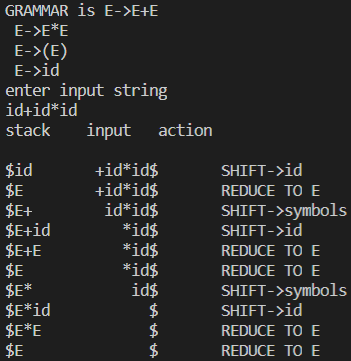 GRAMMAR is E->E+E
 E->E*E
 E->(E)
 E->id
enter input string
id+id*id
stack    input    action

$id      +id*id$      SHIFT->id
$E       +id*id$      REDUCE TO E
$E+       id*id$      SHIFT->symbols
$E+id       *id$      SHIFT->id
$E+E        *id$      REDUCE TO E
$E          *id$      REDUCE TO E
$E*          id$      SHIFT->symbols
$E*id          $      SHIFT->id
$E*E           $      REDUCE TO E
$E             $      REDUCE TO E